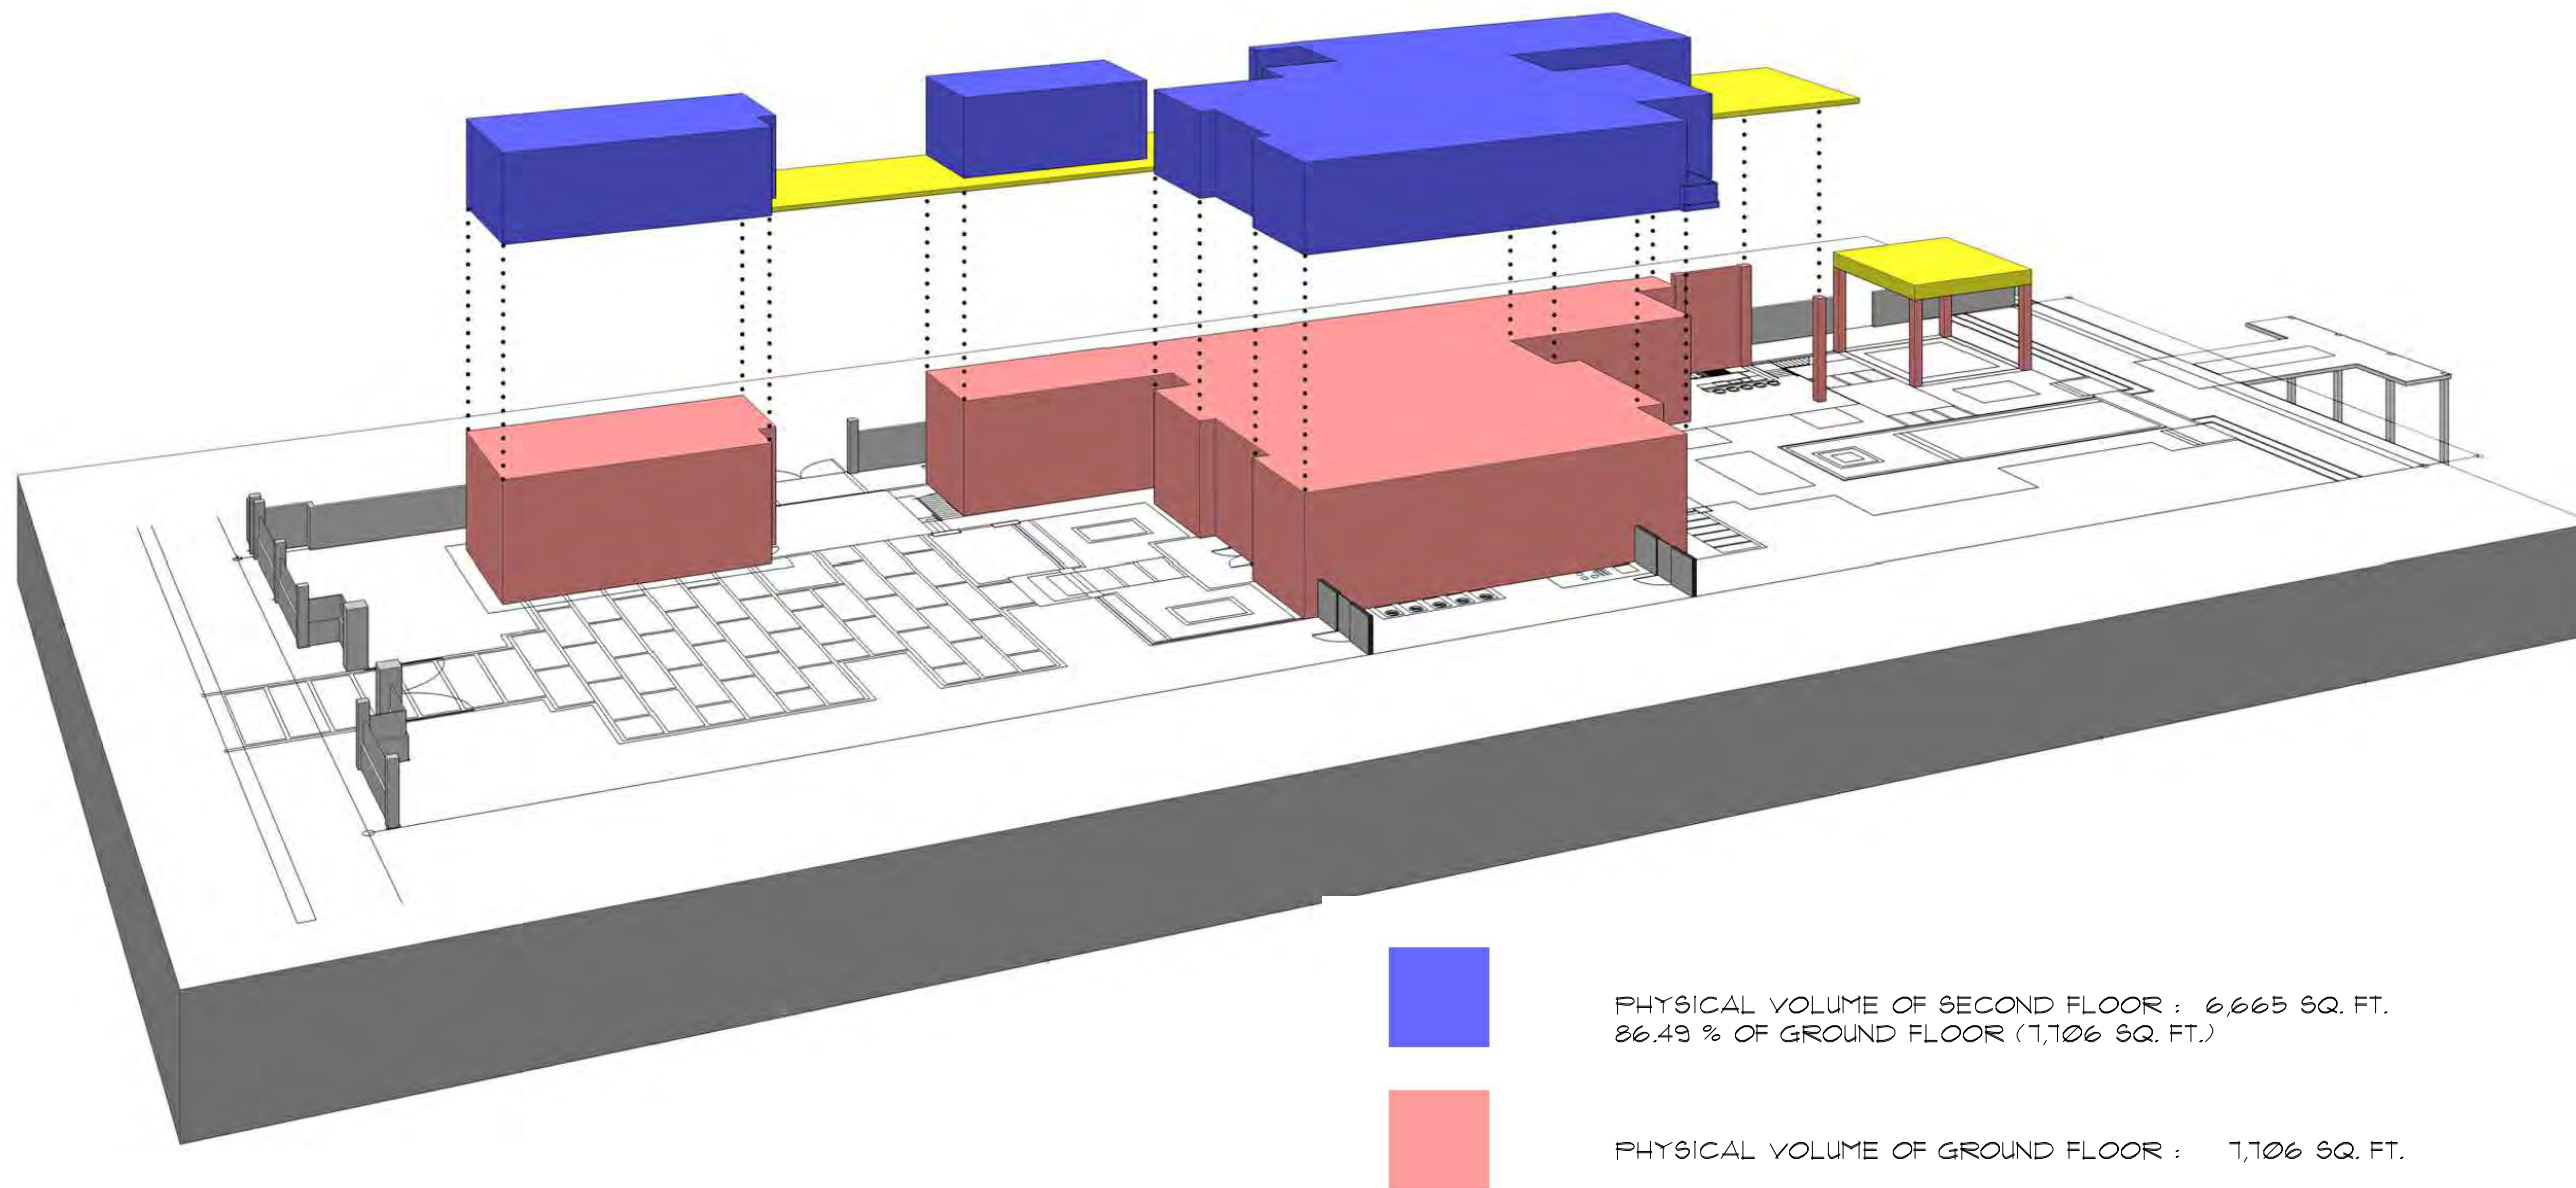 PHYSICAL VOLUME OF SECOND FLOOR : 6,665 SQ. FT.
86.49 % OF GROUND FLOOR (7,706 SQ. FT.)
PHYSICAL VOLUME OF GROUND FLOOR : 7,706 SQ. FT.